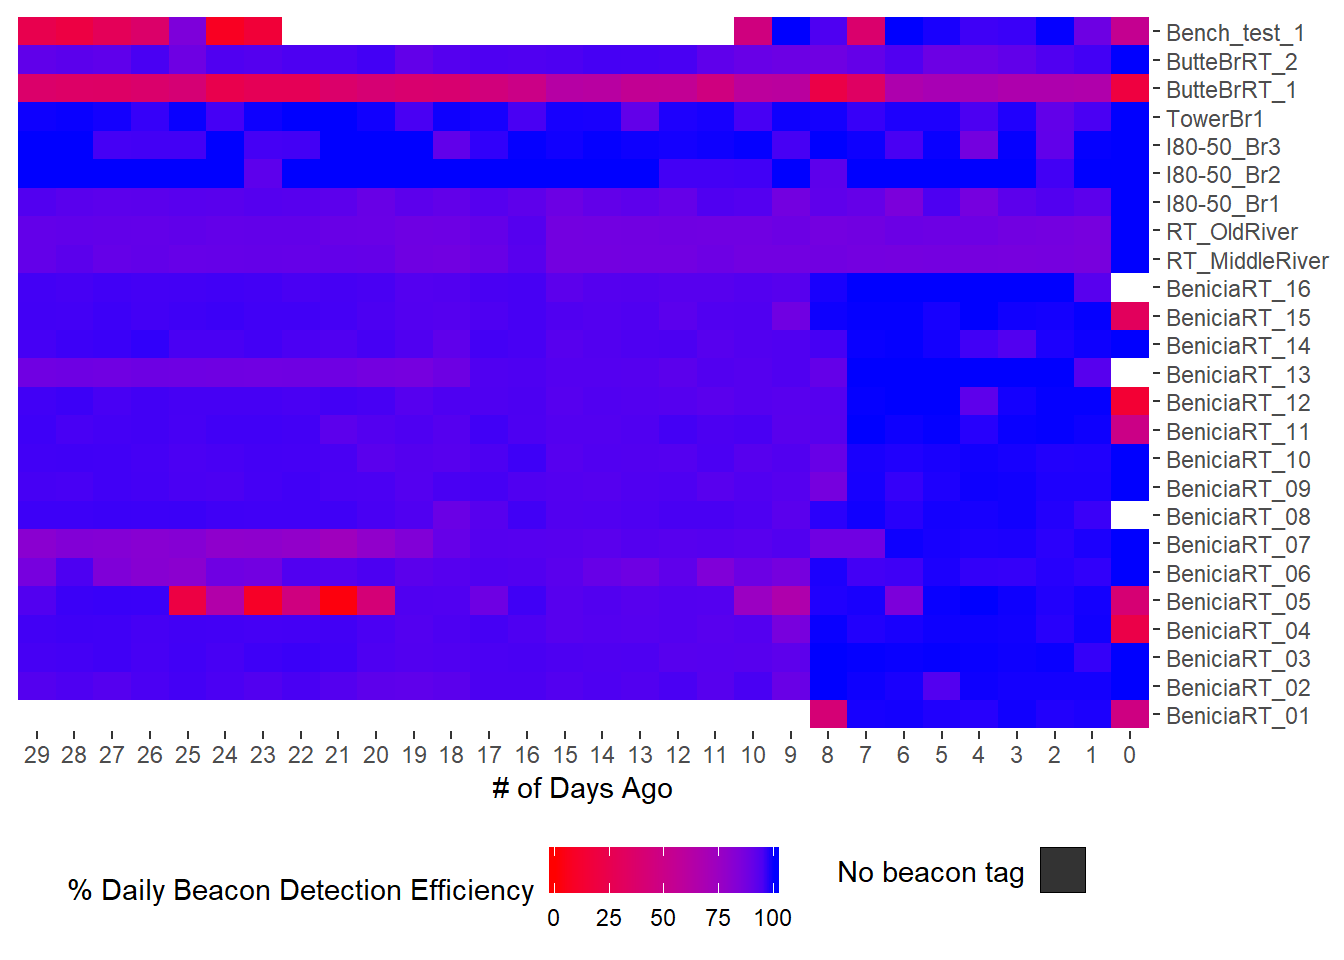 Bench_test_1
ButteBrRT_2
ButteBrRT_1
TowerBr1
I80-50_Br3
I80-50_Br2
I80-50_Br1
RT_OldRiver
RT_MiddleRiver
BeniciaRT_16
BeniciaRT_15
BeniciaRT_14
BeniciaRT_13
BeniciaRT_12
BeniciaRT_11
BeniciaRT_10
BeniciaRT_09
BeniciaRT_08
BeniciaRT_07
BeniciaRT_06
BeniciaRT_05
BeniciaRT_04
BeniciaRT_03
BeniciaRT_02
BeniciaRT_01
29 28 27 26 25 24 23 22 21 20 19 18 17 16 15 14 13 12 11 10 9 8 7 6 5 4 3 2 1 0
# of Days Ago
% Daily Beacon Detection Efficiency
0 25 50 75 100
No beacon tag